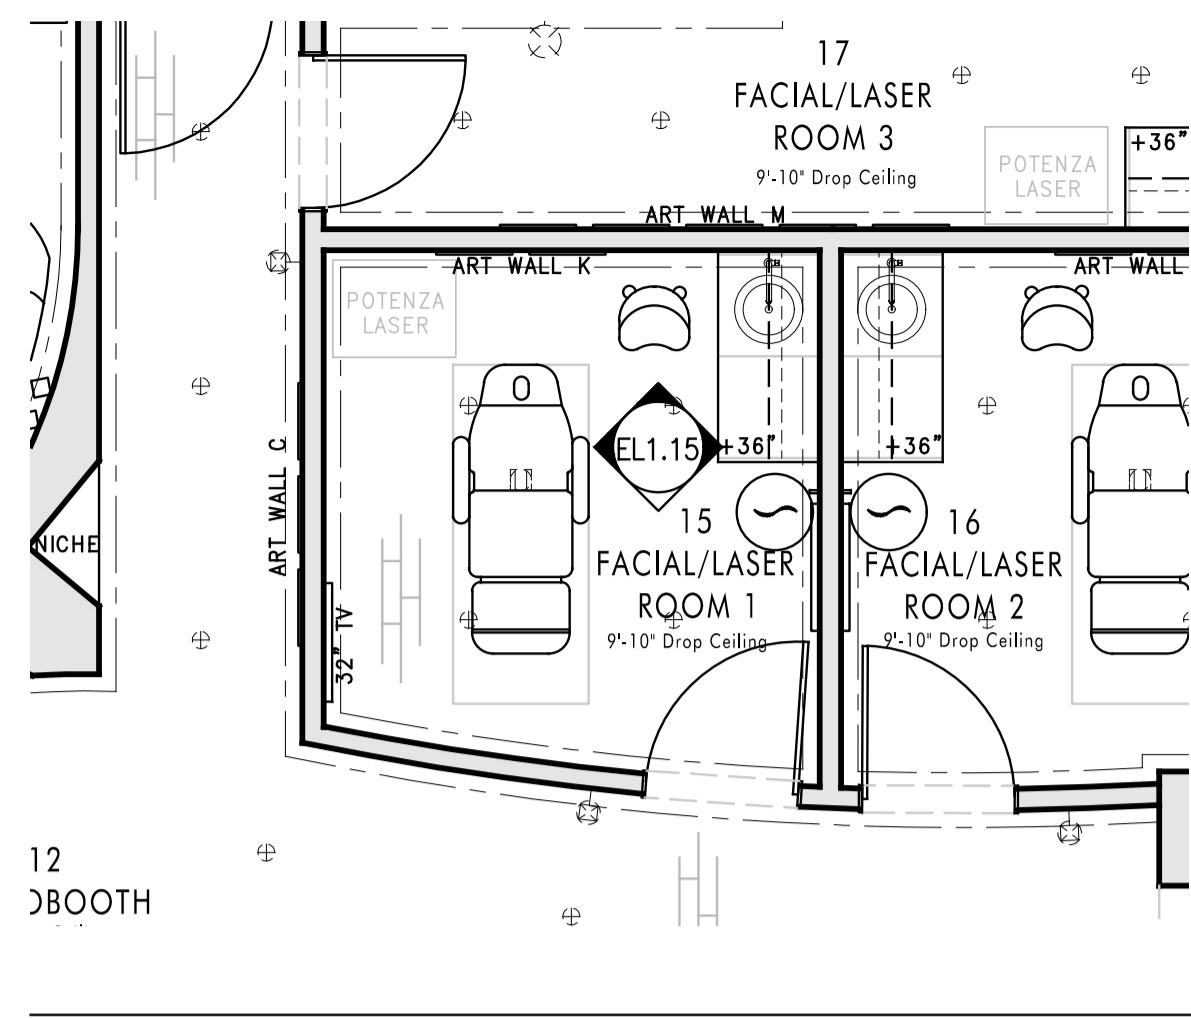 17
FACIAL/LASER
ROOM 3
9'-10" Drop Ceiling
+36"
POTENZA
LASER
ART WALL M
ART WALL K
ART WALL
POTENZA
LASER
ART WALL C
EL1.15
+36"
+36"
NICHE
15
FACIAL/LASER
ROOM 1
9'-10" Drop Ceiling
16
FACIAL/LASER
ROOM 2
9'-10" Drop Ceiling
32" TV
12
OBOOTH